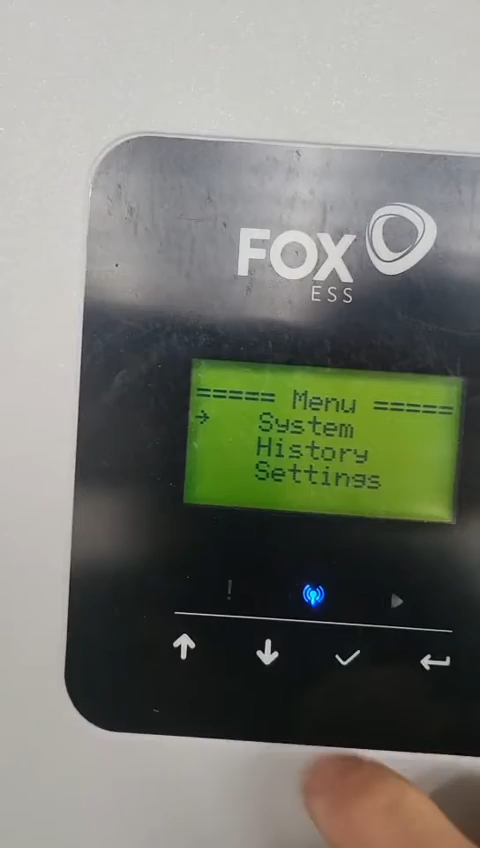 FOX
ESS
===== Menu =====
→ System
History
Settings
!